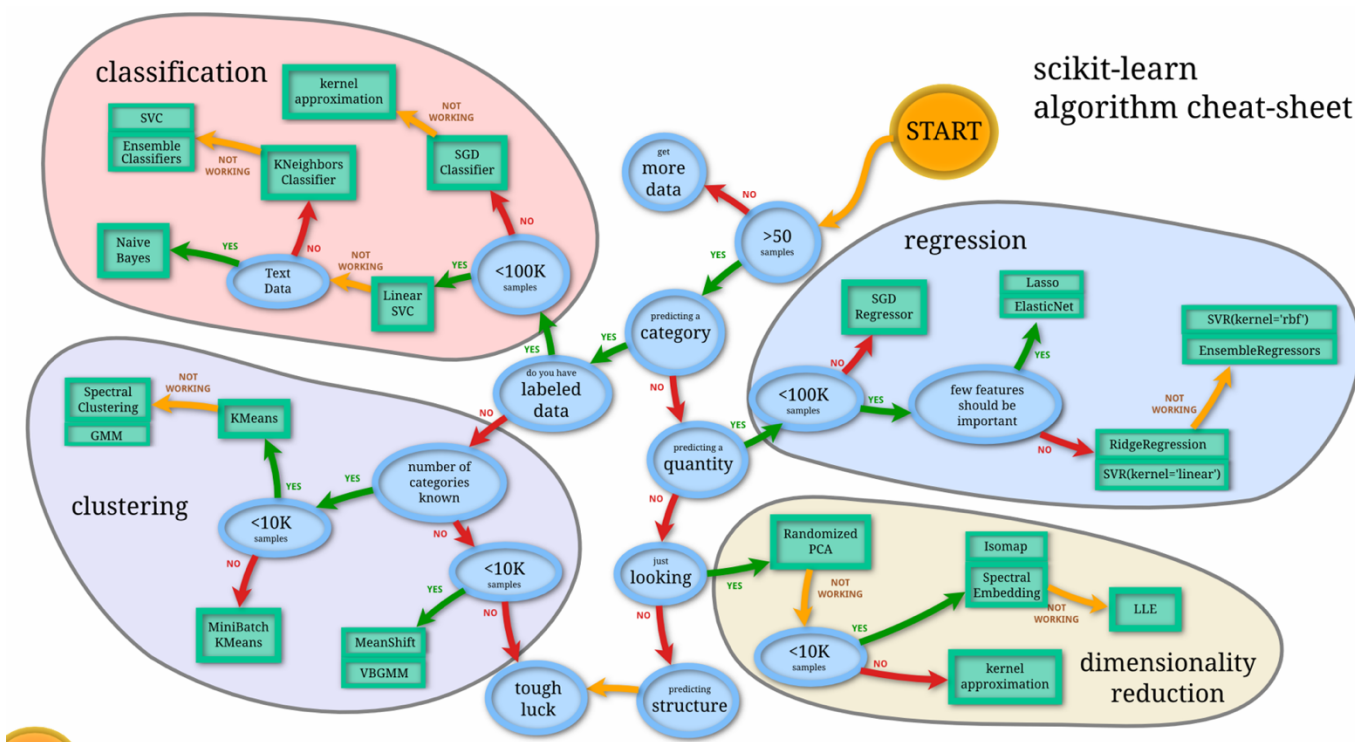 scikit-learn
algorithm cheat-sheet
START
classification
kernel
approximation
NOT
WORKING
SVC
Ensemble
Classifiers
NOT
WORKING
KNeighbors
Classifier
SGD
Classifier
NO
Naive
Bayes
YES
NO
Text
Data
NOT
WORKING
Linear
SVC
YES
<100K
samples
get
more
data
NO
>50
samples
YES
predicting a
category
YES
NO
do you have
labeled
data
YES
NO
predicting a
quantity
YES
NO
just
looking
YES
NO
predicting
structure
tough
luck
regression
SGD
Regressor
NO
<100K
samples
YES
Lasso
ElasticNet
YES
few features
should be
important
NO
SVR(kernel='rbf')
EnsembleRegressors
NOT
WORKING
RidgeRegression
SVR(kernel='linear')
clustering
Spectral
Clustering
GMM
NOT
WORKING
KMeans
YES
<10K
samples
YES
number of
categories
known
NO
NO
MiniBatch
KMeans
<10K
samples
YES
NO
MeanShift
VBGMM
dimensionality
reduction
Randomized
PCA
NOT
WORKING
<10K
samples
YES
NO
Isomap
Spectral
Embedding
NOT
WORKING
LLE
kernel
approximation